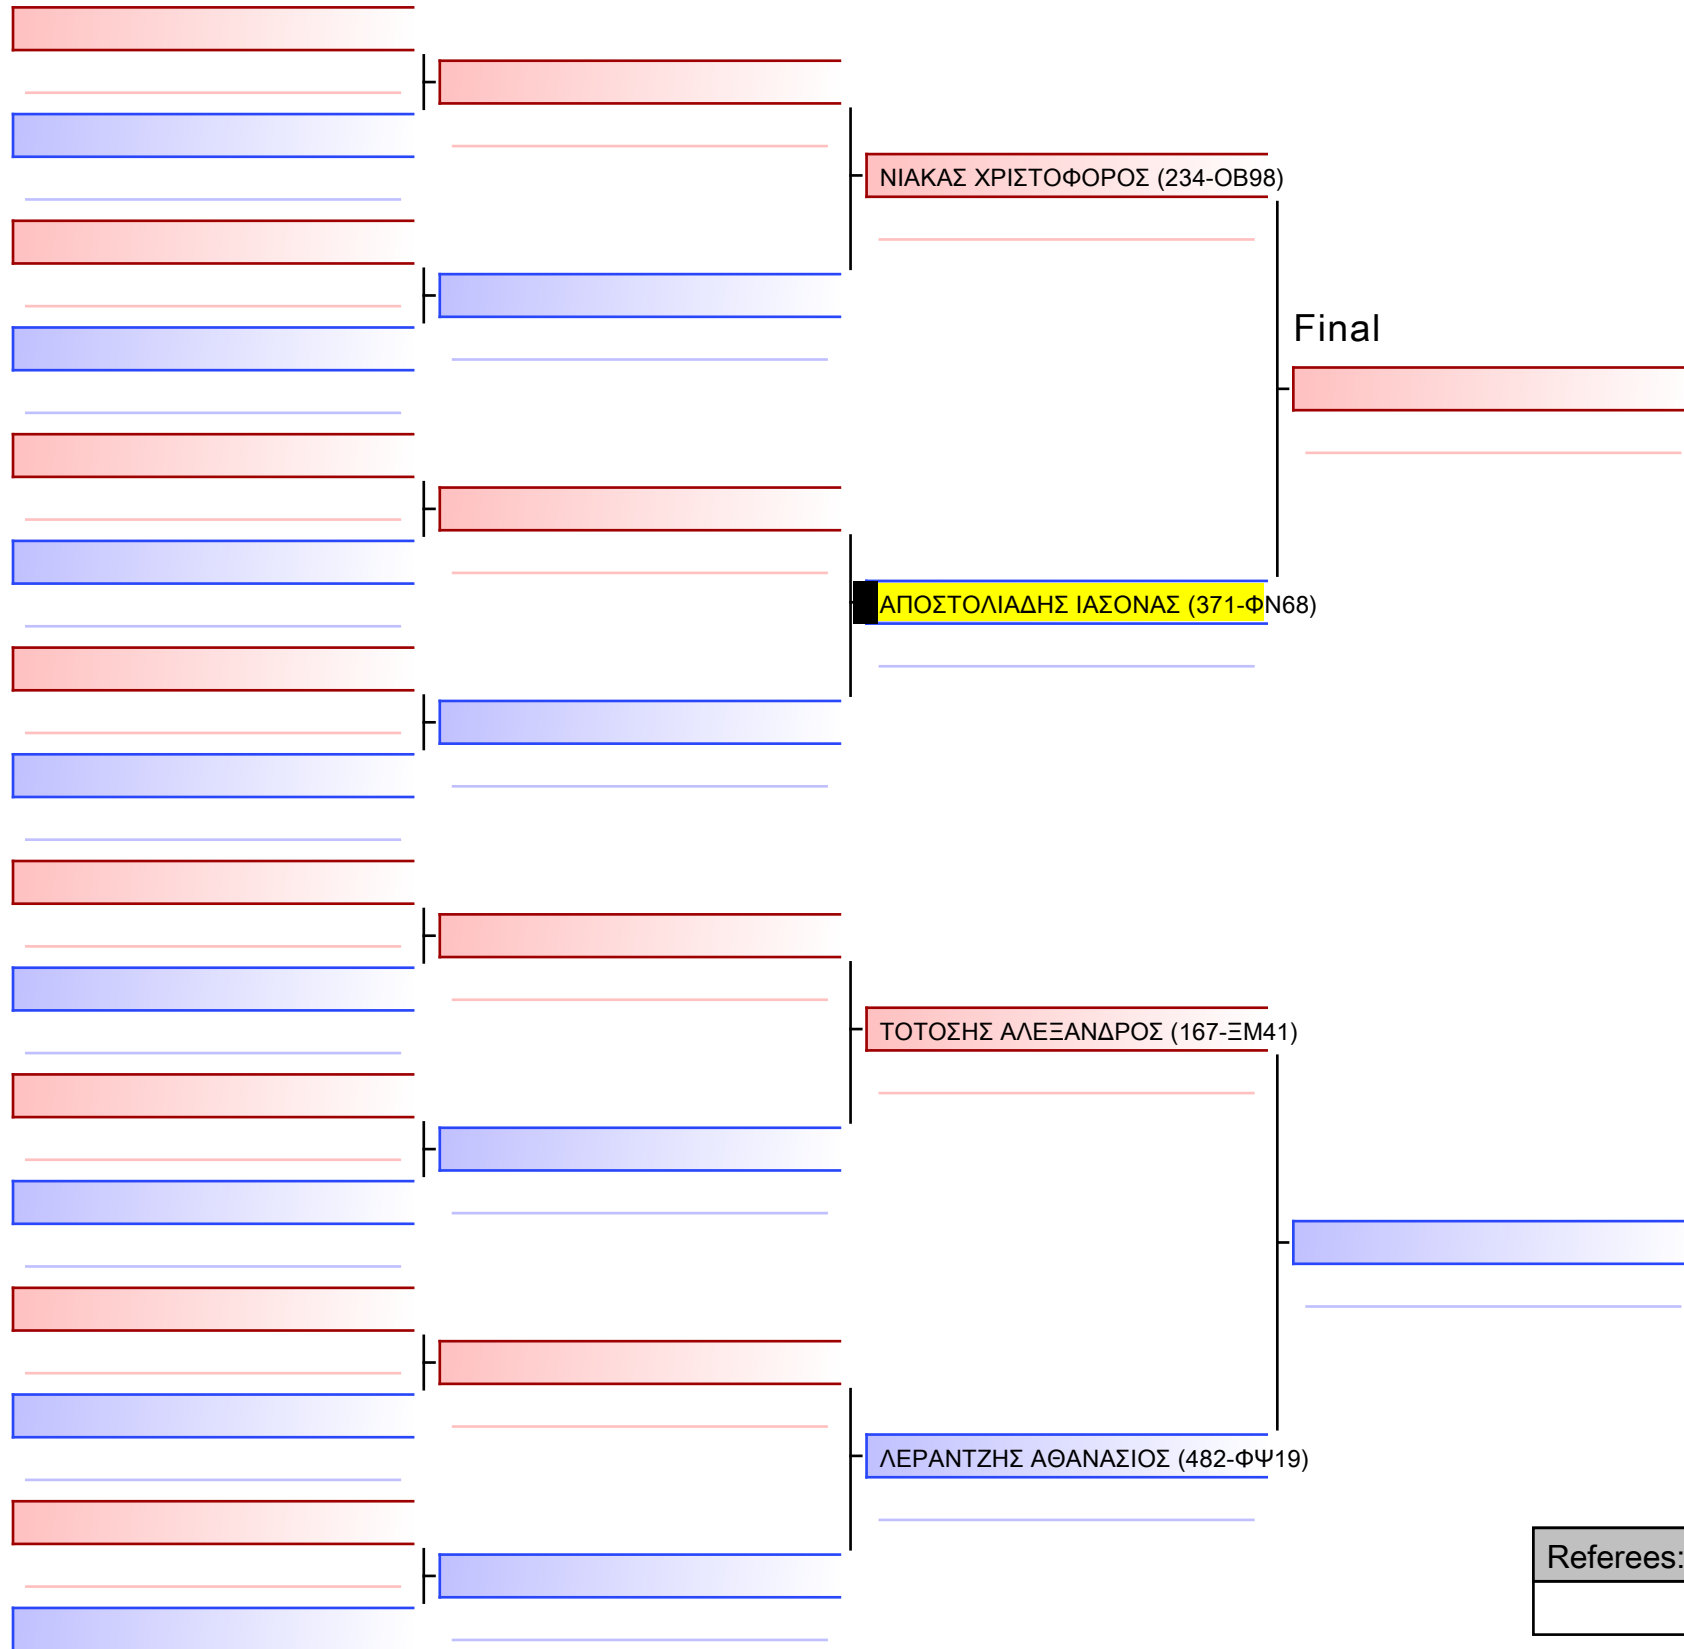 ΝΙΑΚΑΣ ΧΡΙΣΤΟΦΟΡΟΣ (234-ΟΒ98)
Final
ΑΠΟΣΤΟΛΙΑΔΗΣ ΙΑΣΟΝΑΣ (371-ΦΝ68)
ΤΟΤΟΣΗΣ ΑΛΕΞΑΝΔΡΟΣ (167-ΞΜ41)
ΛΕΡΑΝΤΖΗΣ ΑΘΑΝΑΣΙΟΣ (482-ΦΨ19)
Referees: